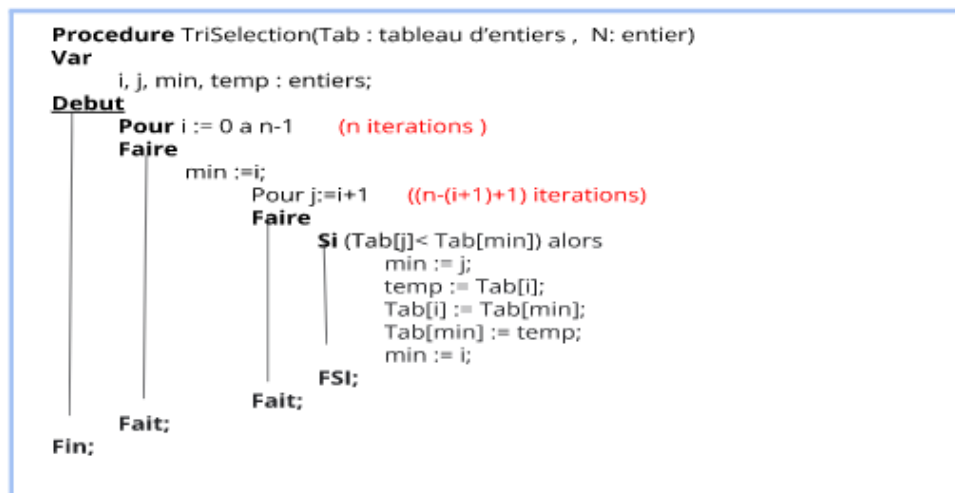 Procedure TriSelection(Tab : tableau d'entiers , N: entier)
Var
i, j, min, temp : entiers;
Debut
Pour i := 0 a n-1 (n iterations )
Faire
min :=i;
Pour j:=i+1 ((n-(i+1)+1) iterations)
Faire
Si (Tab[j]< Tab[min]) alors
min := j;
temp := Tab[i];
Tab[i] := Tab[min];
Tab[min] := temp;
min := i;
FSI;
Fait;
Fait;
Fin;